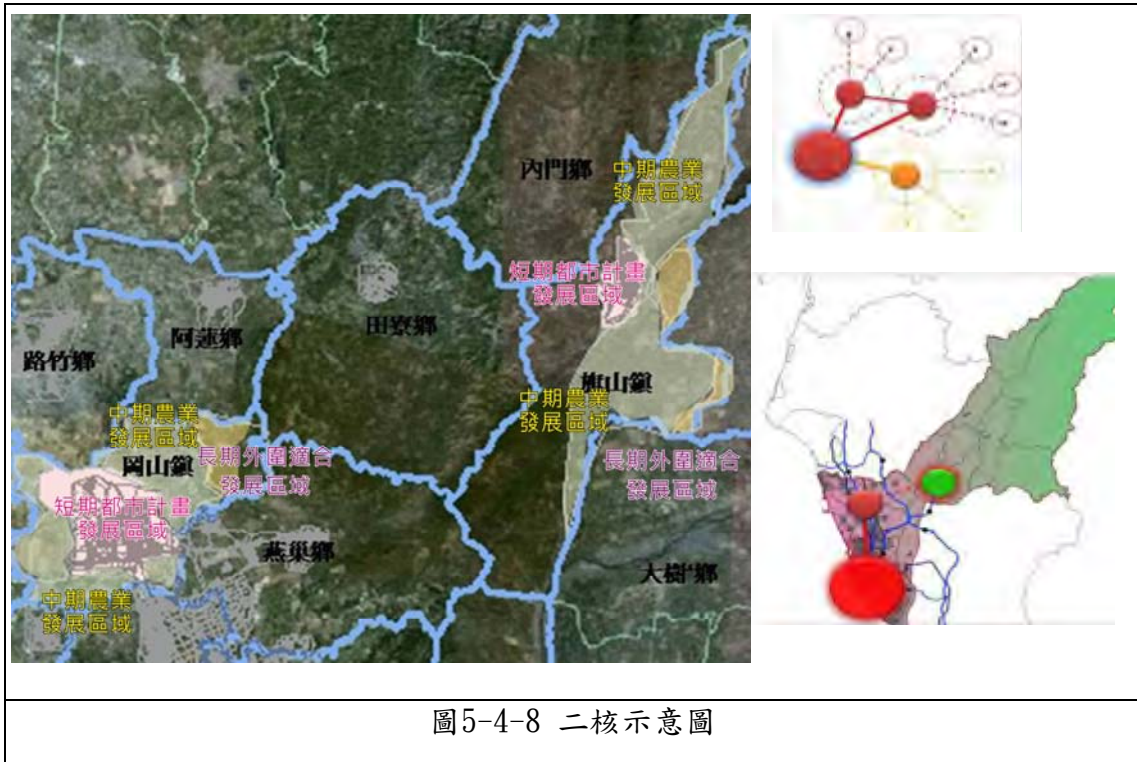 內門鄉
中期農業
發展區域
短期都市計畫
發展區域
田寮鄉
阿蓮鄉
路竹鄉
旗山鎮
中期農業
發展區域
中期農業
發展區域
岡山鎮
長期外圍適合
發展區域
長期外圍適合
發展區域
短期都市計畫
發展區域
燕巢鄉
大樹鄉
中期農業
發展區域
圖5-4-8 二核示意圖